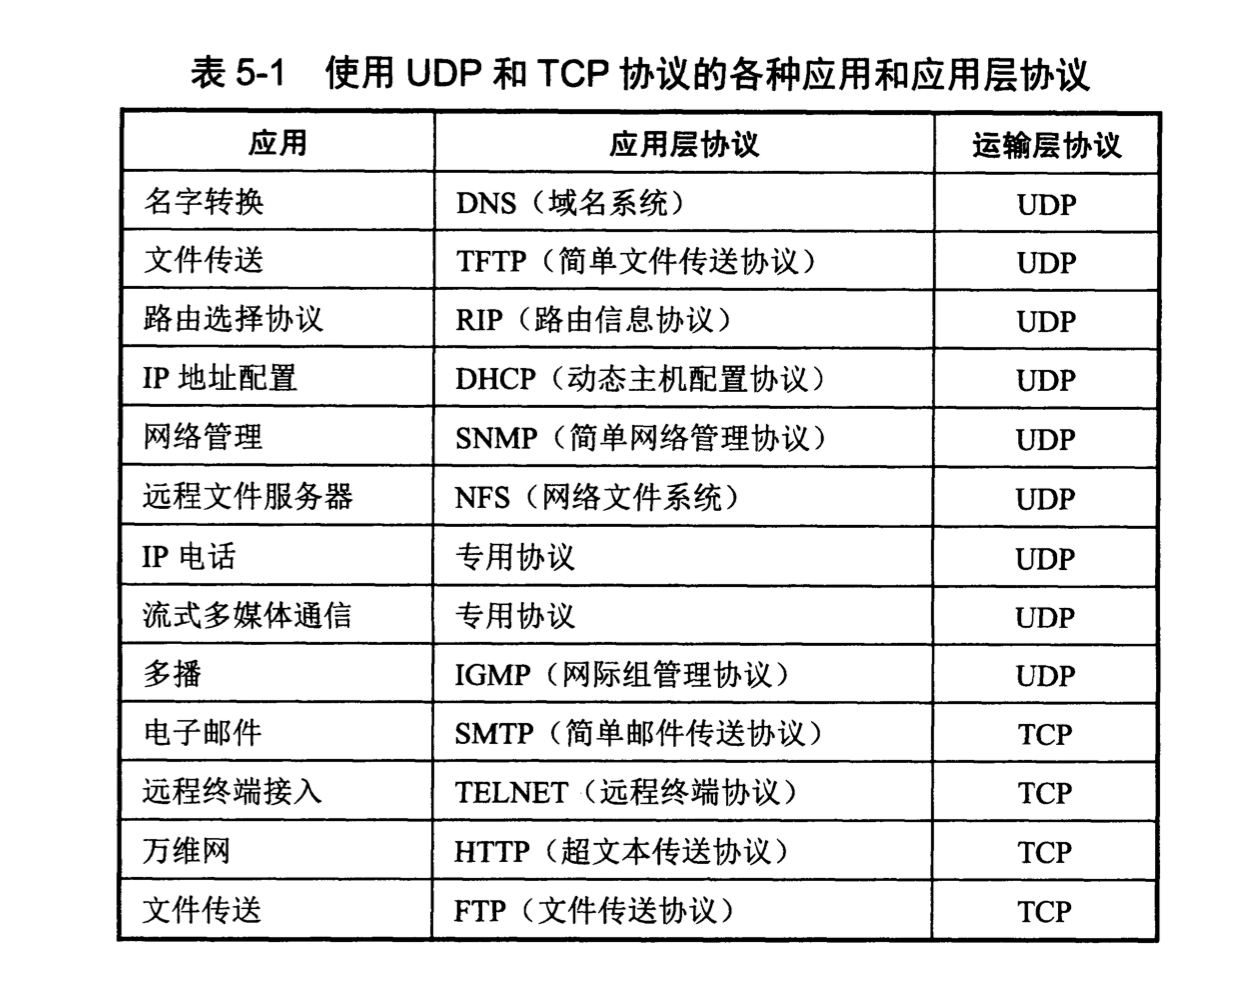 表 5-1 使用 UDP 和 TCP 协议的各种应用和应用层协议
应用 应用层协议 运输层协议
名字转换 DNS（域名系统） UDP
文件传送 TFTP（简单文件传送协议） UDP
路由选择协议 RIP（路由信息协议） UDP
IP 地址配置 DHCP（动态主机配置协议） UDP
网络管理 SNMP（简单网络管理协议） UDP
远程文件服务器 NFS（网络文件系统） UDP
IP 电话 专用协议 UDP
流式多媒体通信 专用协议 UDP
多播 IGMP（网际组管理协议） UDP
电子邮件 SMTP（简单邮件传送协议） TCP
远程终端接入 TELNET（远程终端协议） TCP
万维网 HTTP（超文本传送协议） TCP
文件传送 FTP（文件传送协议） TCP